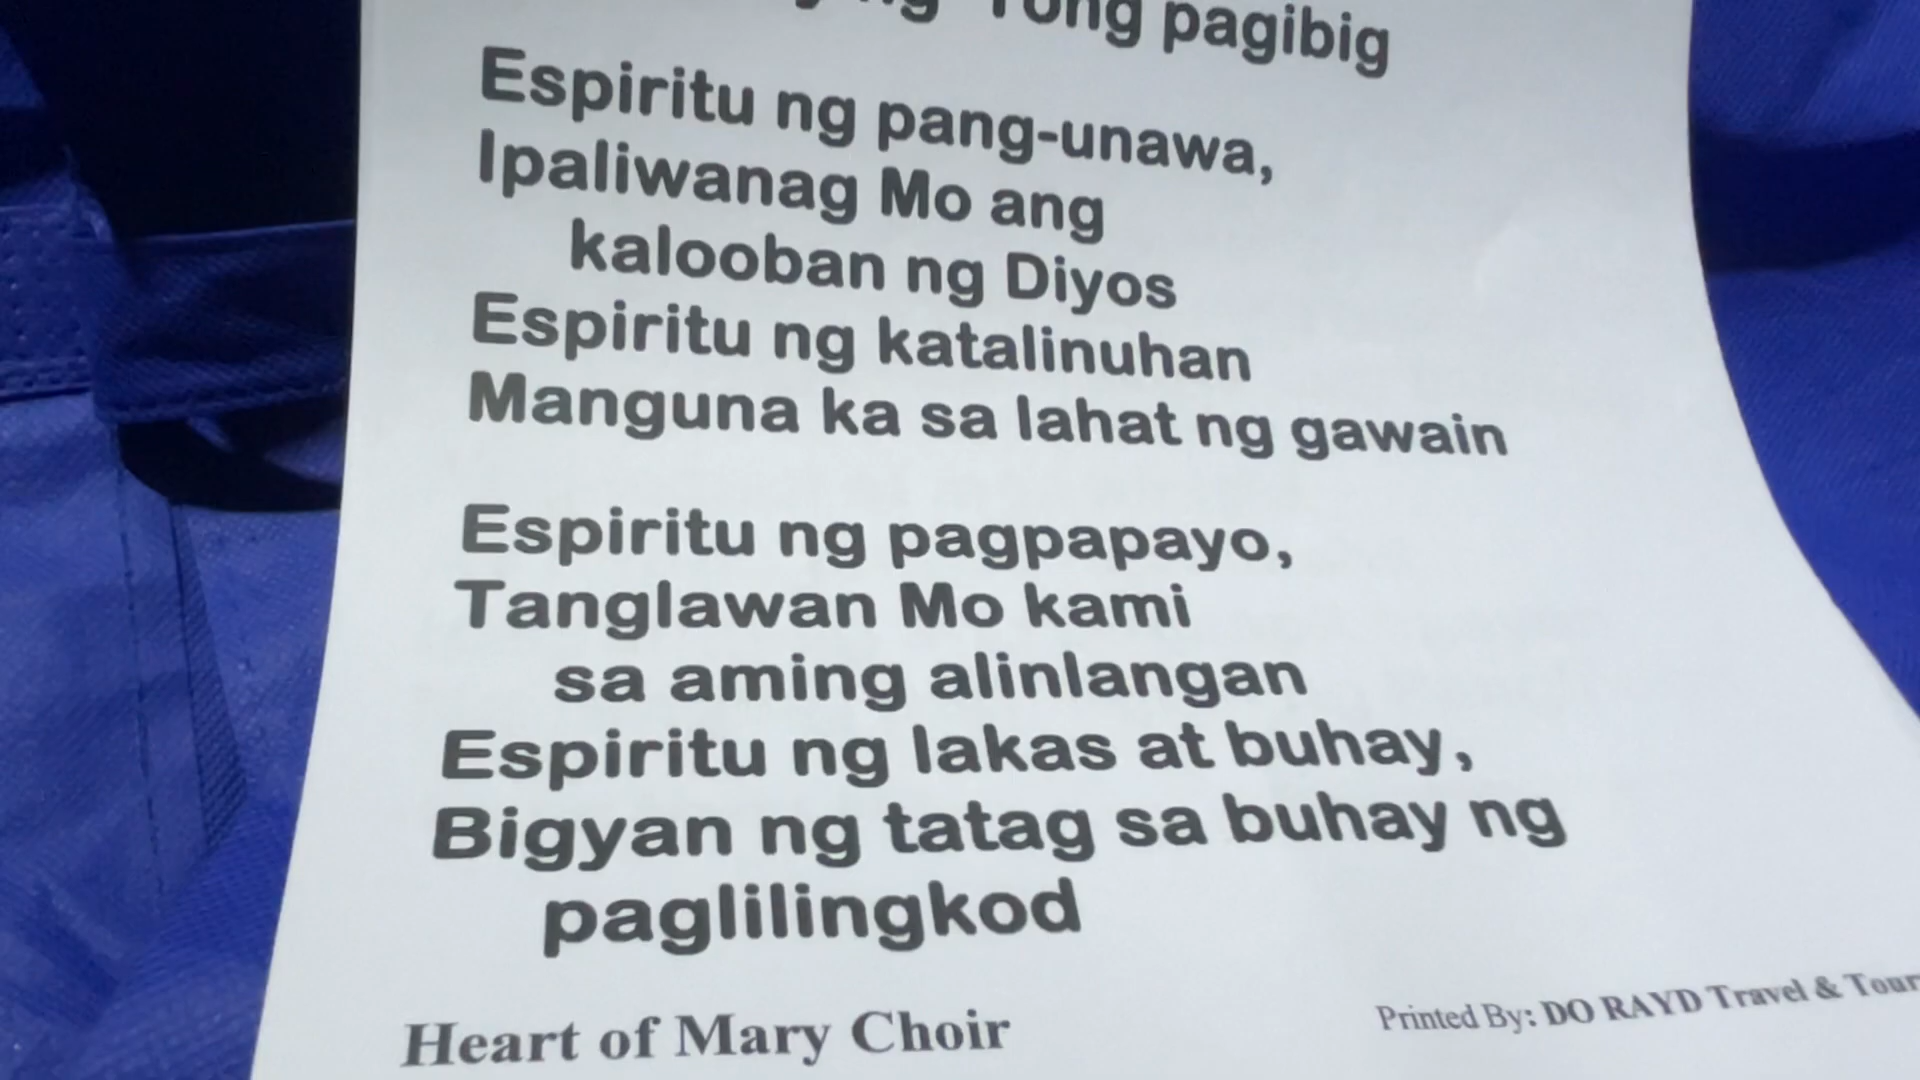 pagibig
Espiritu ng pang-unawa,
Ipaliwanag Mo ang
kalooban ng Diyos
Espiritu ng katalinuhan
Manguna ka sa lahat ng gawain
Espiritu ng pagpapayo,
Tanglawan Mo kami
sa aming alinlangan
Espiritu ng lakas at buhay,
Bigyan ng tatag sa buhay ng
paglilingkod
Heart of Mary Choir
Printed By: DO RAYD Travel & Tour